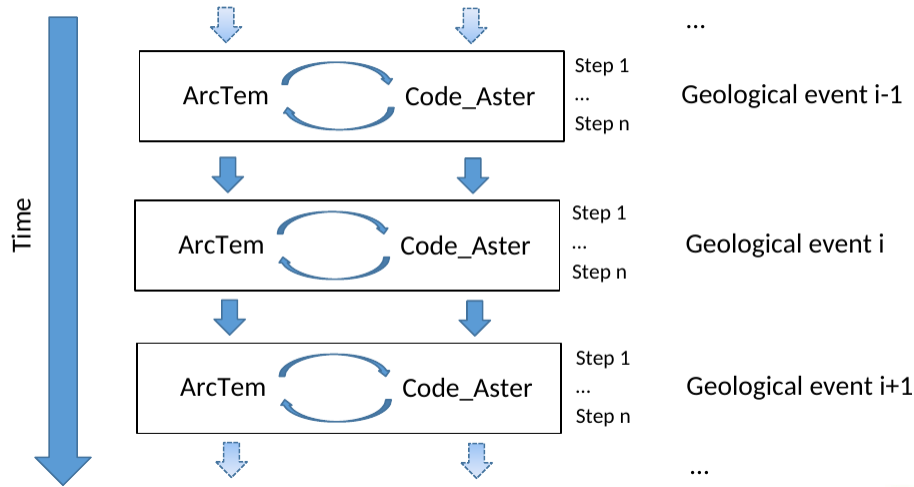 ...
Step 1
ArcTem Code_Aster ... Geological event i-1
Step n
Time
Step 1
ArcTem Code_Aster ... Geological event i
Step n
Step 1
ArcTem Code_Aster ... Geological event i+1
Step n
...